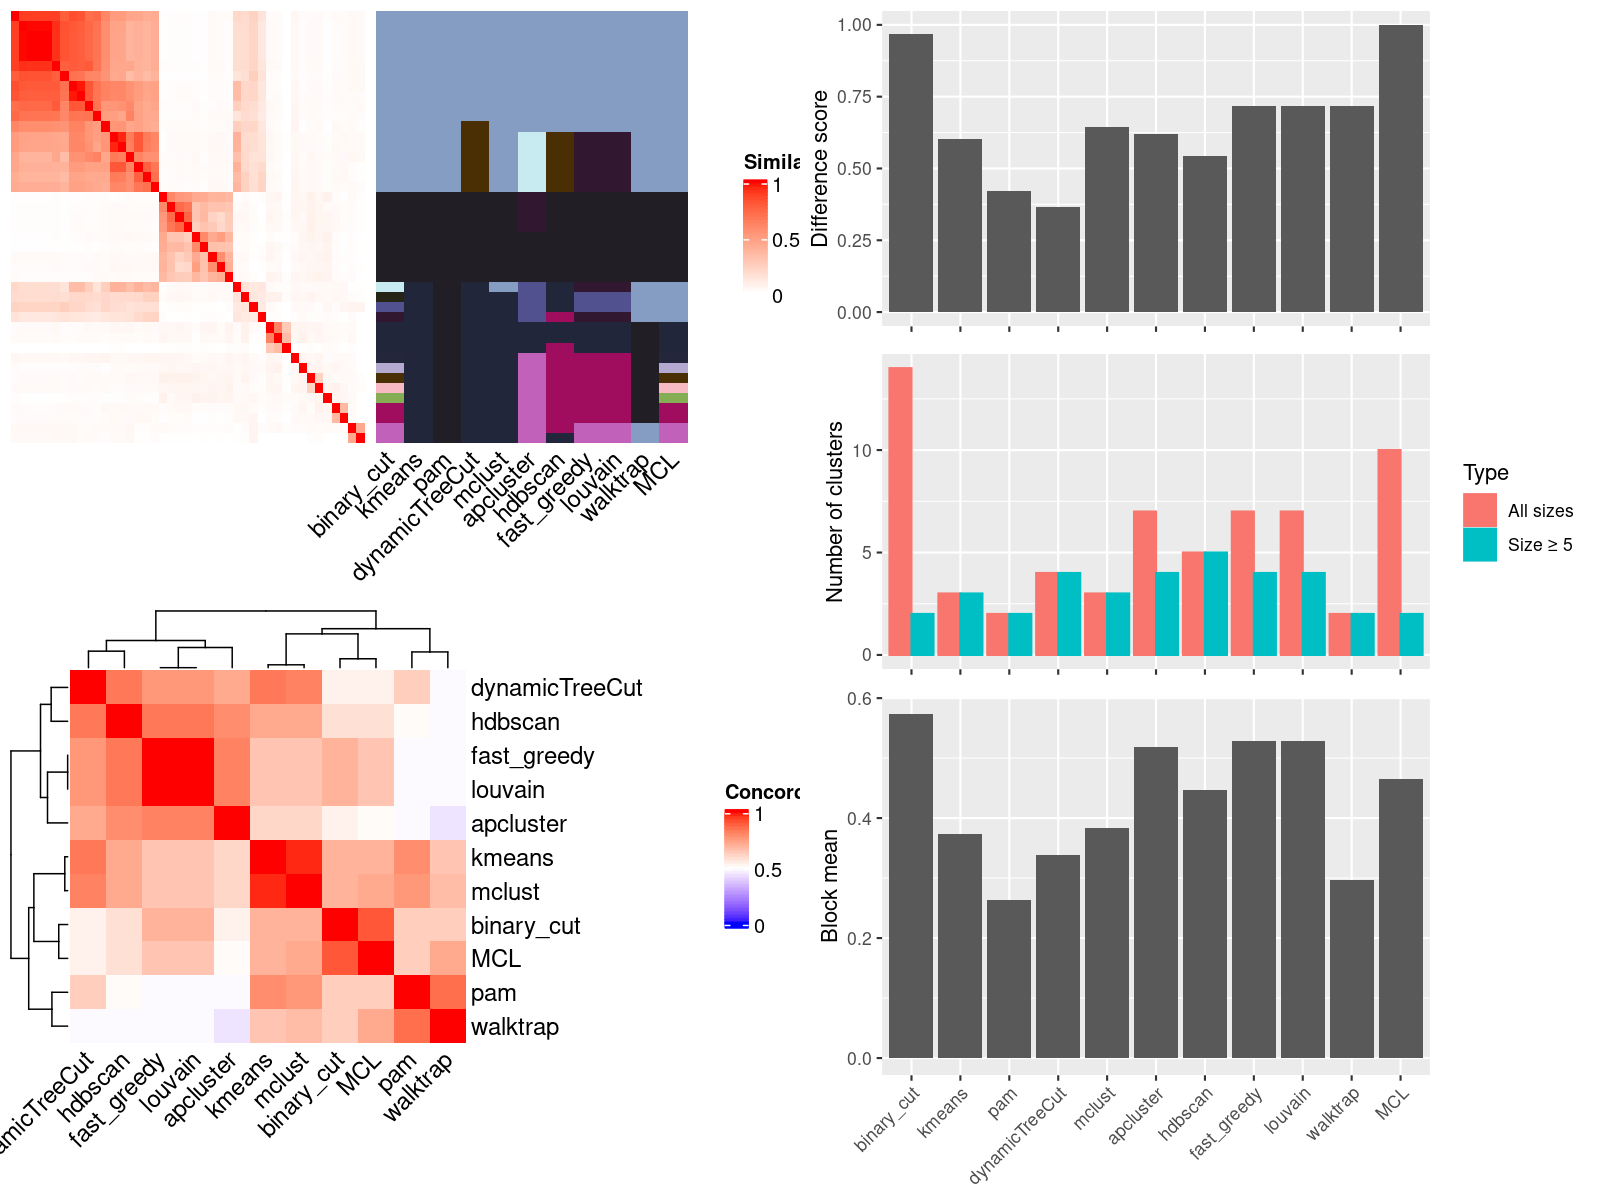 Simila
1
0.5
0
binary_cut
kmeans
pam
dynamicTreeCut
mclust
apcluster
hdbscan
fast_greedy
louvain
walktrap
MCL
dynamicTreeCut
hdbscan
fast_greedy
louvain
apcluster
kmeans
mclust
binary_cut
MCL
pam
walktrap
Concord
1
0.5
0
amicTreeCut
hdbscan
fast_greedy
louvain
apcluster
kmeans
mclust
binary_cut
MCL
pam
walktrap
Difference score
1.00
0.75
0.50
0.25
0.00
Number of clusters
10
5
0
Type
All sizes
Size ≥ 5
Block mean
0.6
0.4
0.2
0.0
binary_cut
kmeans
pam
dynamicTreeCut
mclust
apcluster
hdbscan
fast_greedy
louvain
walktrap
MCL